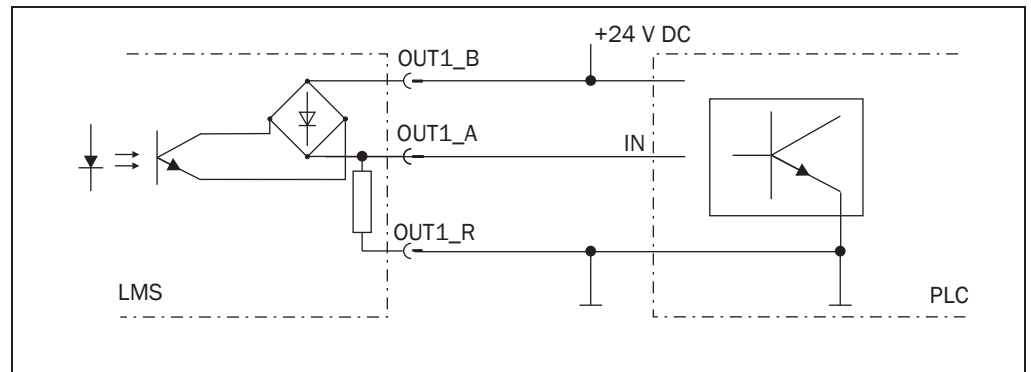 +24 V DC
OUT1_B
OUT1_A
IN
OUT1_R
LMS
PLC